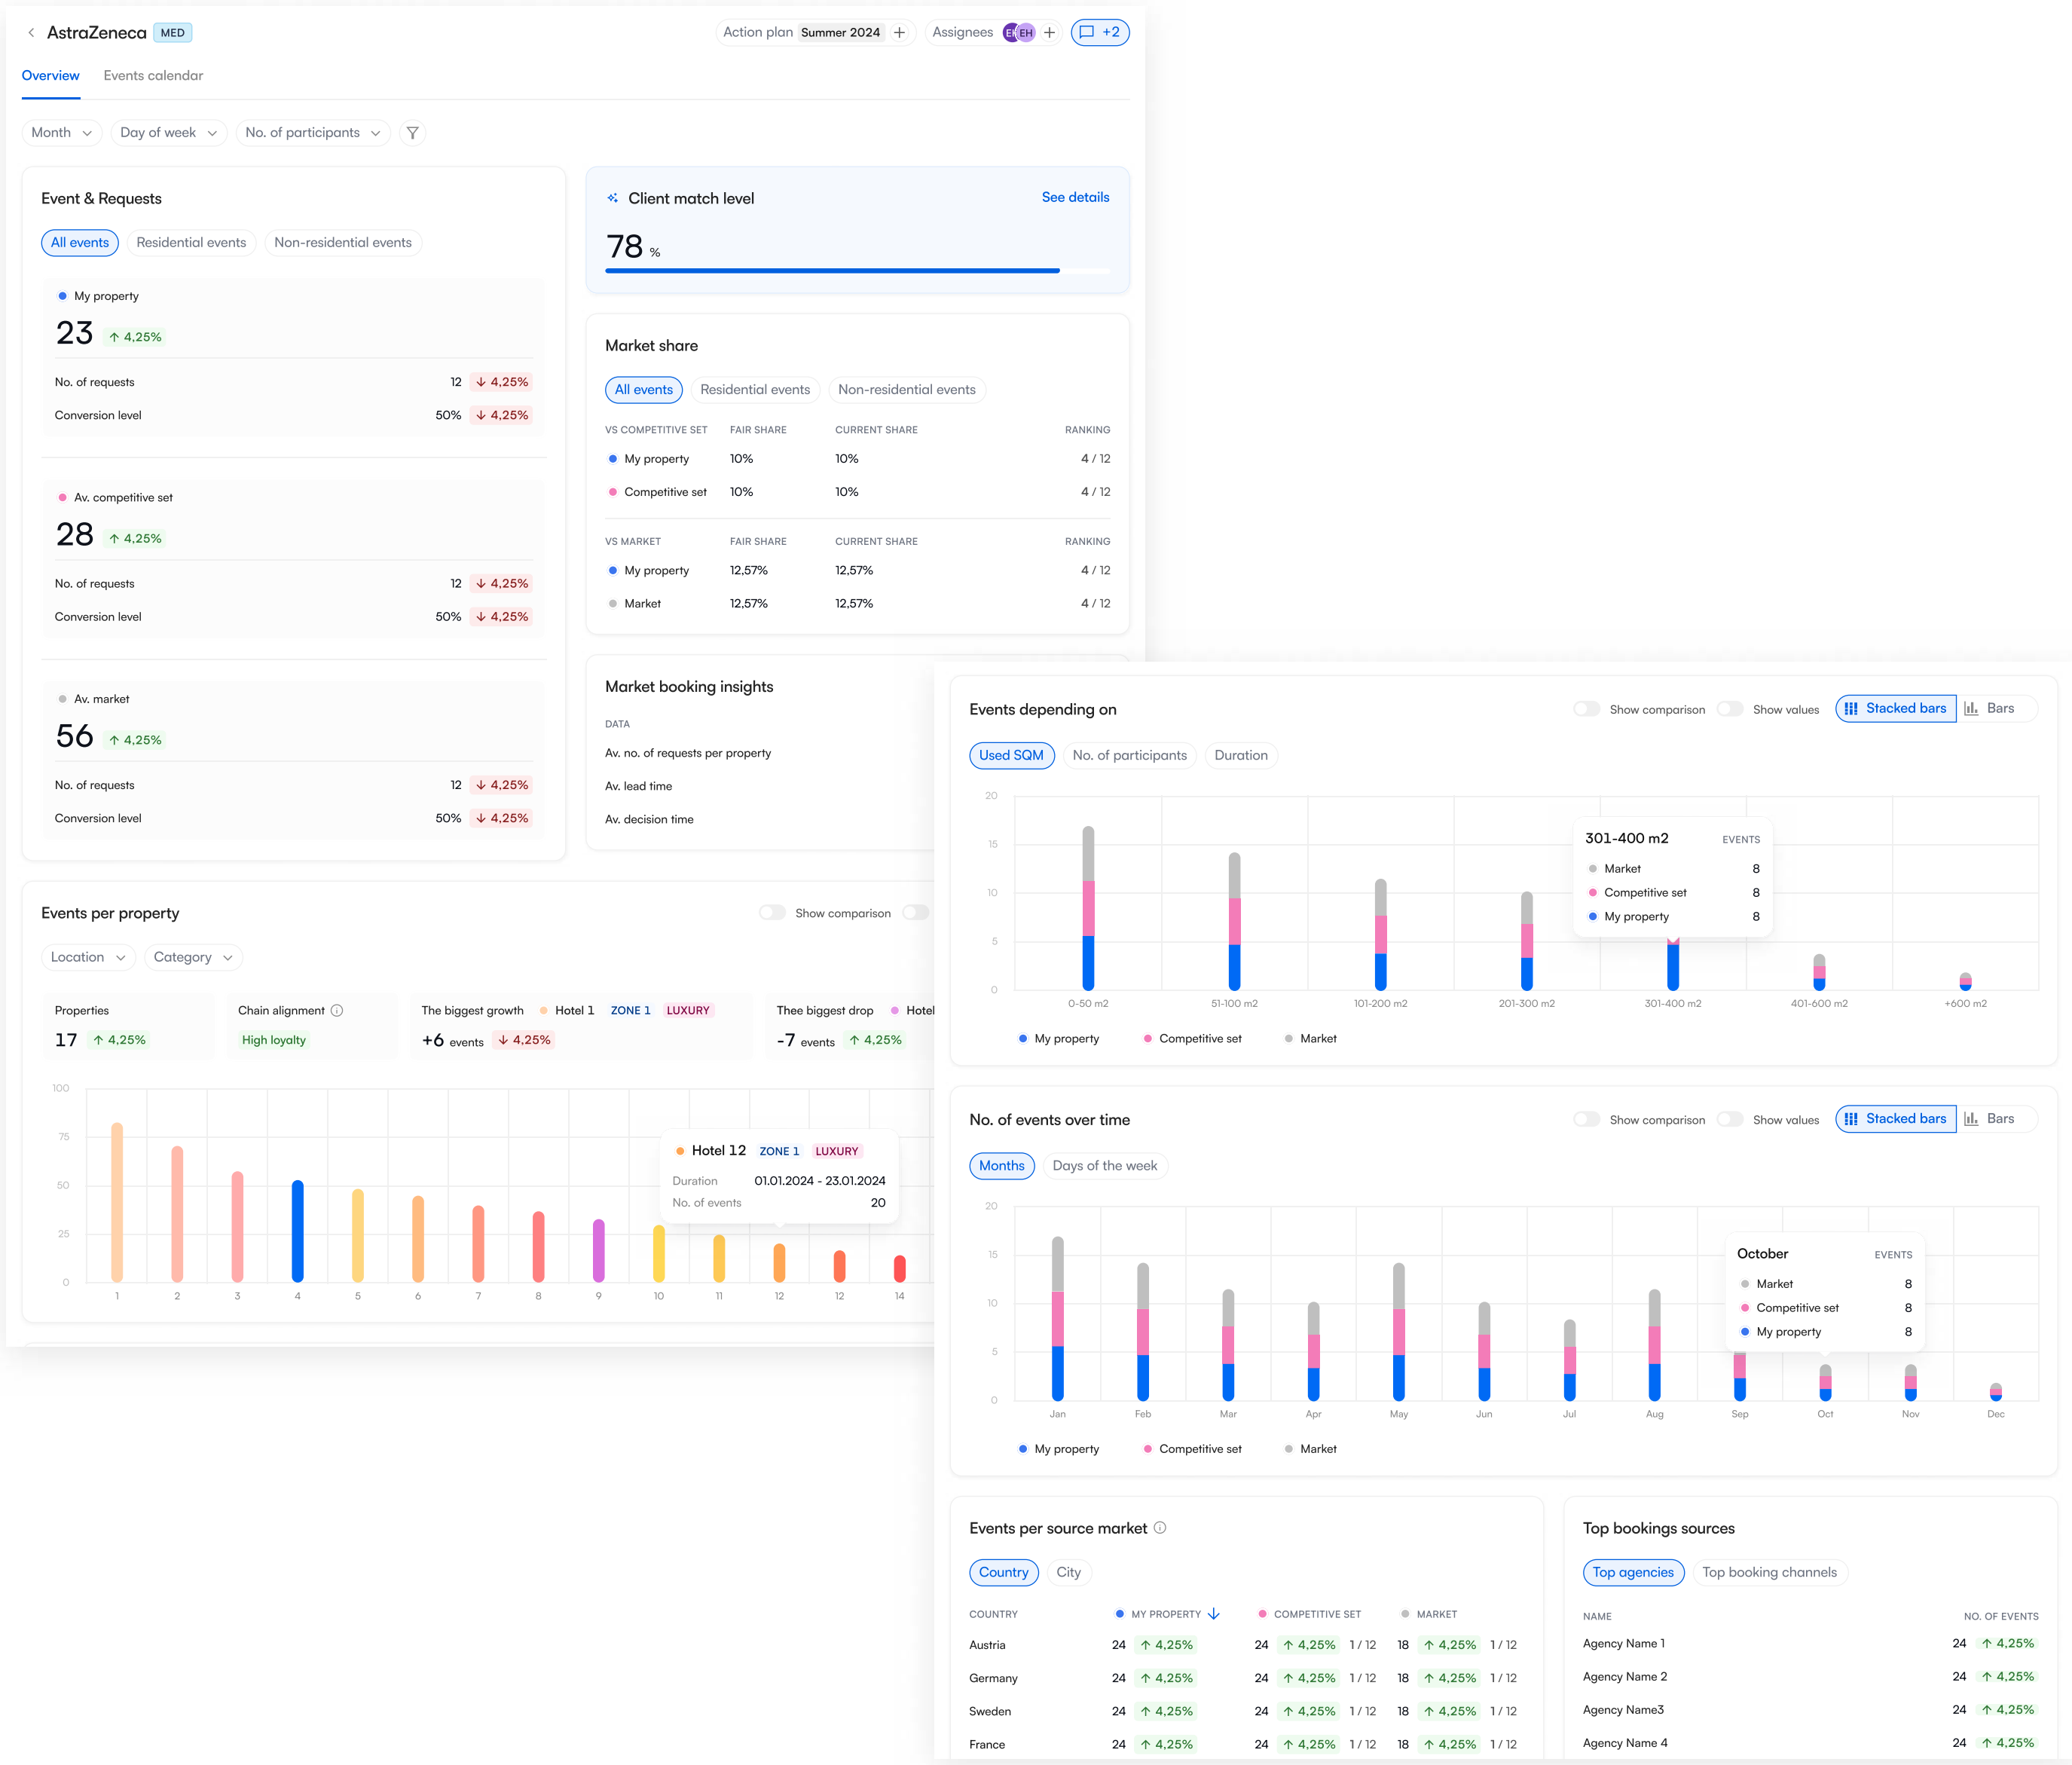 AstraZeneca MED
Action plan Summer 2024
Assignees EH EH
+2
Overview
Events calendar
Month
Day of week
No. of participants
Event & Requests
All events
Residential events
Non-residential events
My property
23 ↑ 4,25%
No. of requests 12 ↓ 4,25%
Conversion level 50% ↓ 4,25%
Av. competitive set
28 ↑ 4,25%
No. of requests 12 ↓ 4,25%
Conversion level 50% ↓ 4,25%
Av. market
56 ↑ 4,25%
No. of requests 12 ↓ 4,25%
Conversion level 50% ↓ 4,25%
Client match level
See details
78 %
Market share
All events
Residential events
Non-residential events
VS COMPETITIVE SET FAIR SHARE CURRENT SHARE RANKING
My property 10% 10% 4 / 12
Competitive set 10% 10% 4 / 12
VS MARKET FAIR SHARE CURRENT SHARE RANKING
My property 12,57% 12,57% 4 / 12
Market 12,57% 12,57% 4 / 12
Market booking insights
DATA
Av. no. of requests per property
Av. lead time
Av. decision time
Events per property
Show comparison
Location
Category
Properties
17 ↑ 4,25%
Chain alignment
High loyalty
The biggest growth Hotel 1 ZONE 1 LUXURY
+6 events ↓ 4,25%
Thee biggest drop Hotel
-7 events ↑ 4,25%
100
75
50
25
0
1 2 3 4 5 6 7 8 9 10 11 12 12 14
Hotel 12 ZONE 1 LUXURY
Duration 01.01.2024 - 23.01.2024
No. of events 20
Events depending on
Show comparison
Show values
Stacked bars
Bars
Used SQM
No. of participants
Duration
20
15
10
5
0
0-50 m2 51-100 m2 101-200 m2 201-300 m2 301-400 m2 401-600 m2 +600 m2
301-400 m2 EVENTS
Market 8
Competitive set 8
My property 8
My property Competitive set Market
No. of events over time
Show comparison
Show values
Stacked bars
Bars
Months
Days of the week
20
15
10
5
0
Jan Feb Mar Apr May Jun Jul Aug Sep Oct Nov Dec
October EVENTS
Market 8
Competitive set 8
My property 8
My property Competitive set Market
Events per source market
Country
City
COUNTRY MY PROPERTY ↓ COMPETITIVE SET MARKET
Austria 24 ↑ 4,25% 24 ↑ 4,25% 1 / 12 18 ↑ 4,25% 1 / 12
Germany 24 ↑ 4,25% 24 ↑ 4,25% 1 / 12 18 ↑ 4,25% 1 / 12
Sweden 24 ↑ 4,25% 24 ↑ 4,25% 1 / 12 18 ↑ 4,25% 1 / 12
France 24 ↑ 4,25% 24 ↑ 4,25% 1 / 12 18 ↑ 4,25% 1 / 12
Top bookings sources
Top agencies
Top booking channels
NAME NO. OF EVENTS
Agency Name 1 24 ↑ 4,25%
Agency Name 2 24 ↑ 4,25%
Agency Name3 24 ↑ 4,25%
Agency Name 4 24 ↑ 4,25%